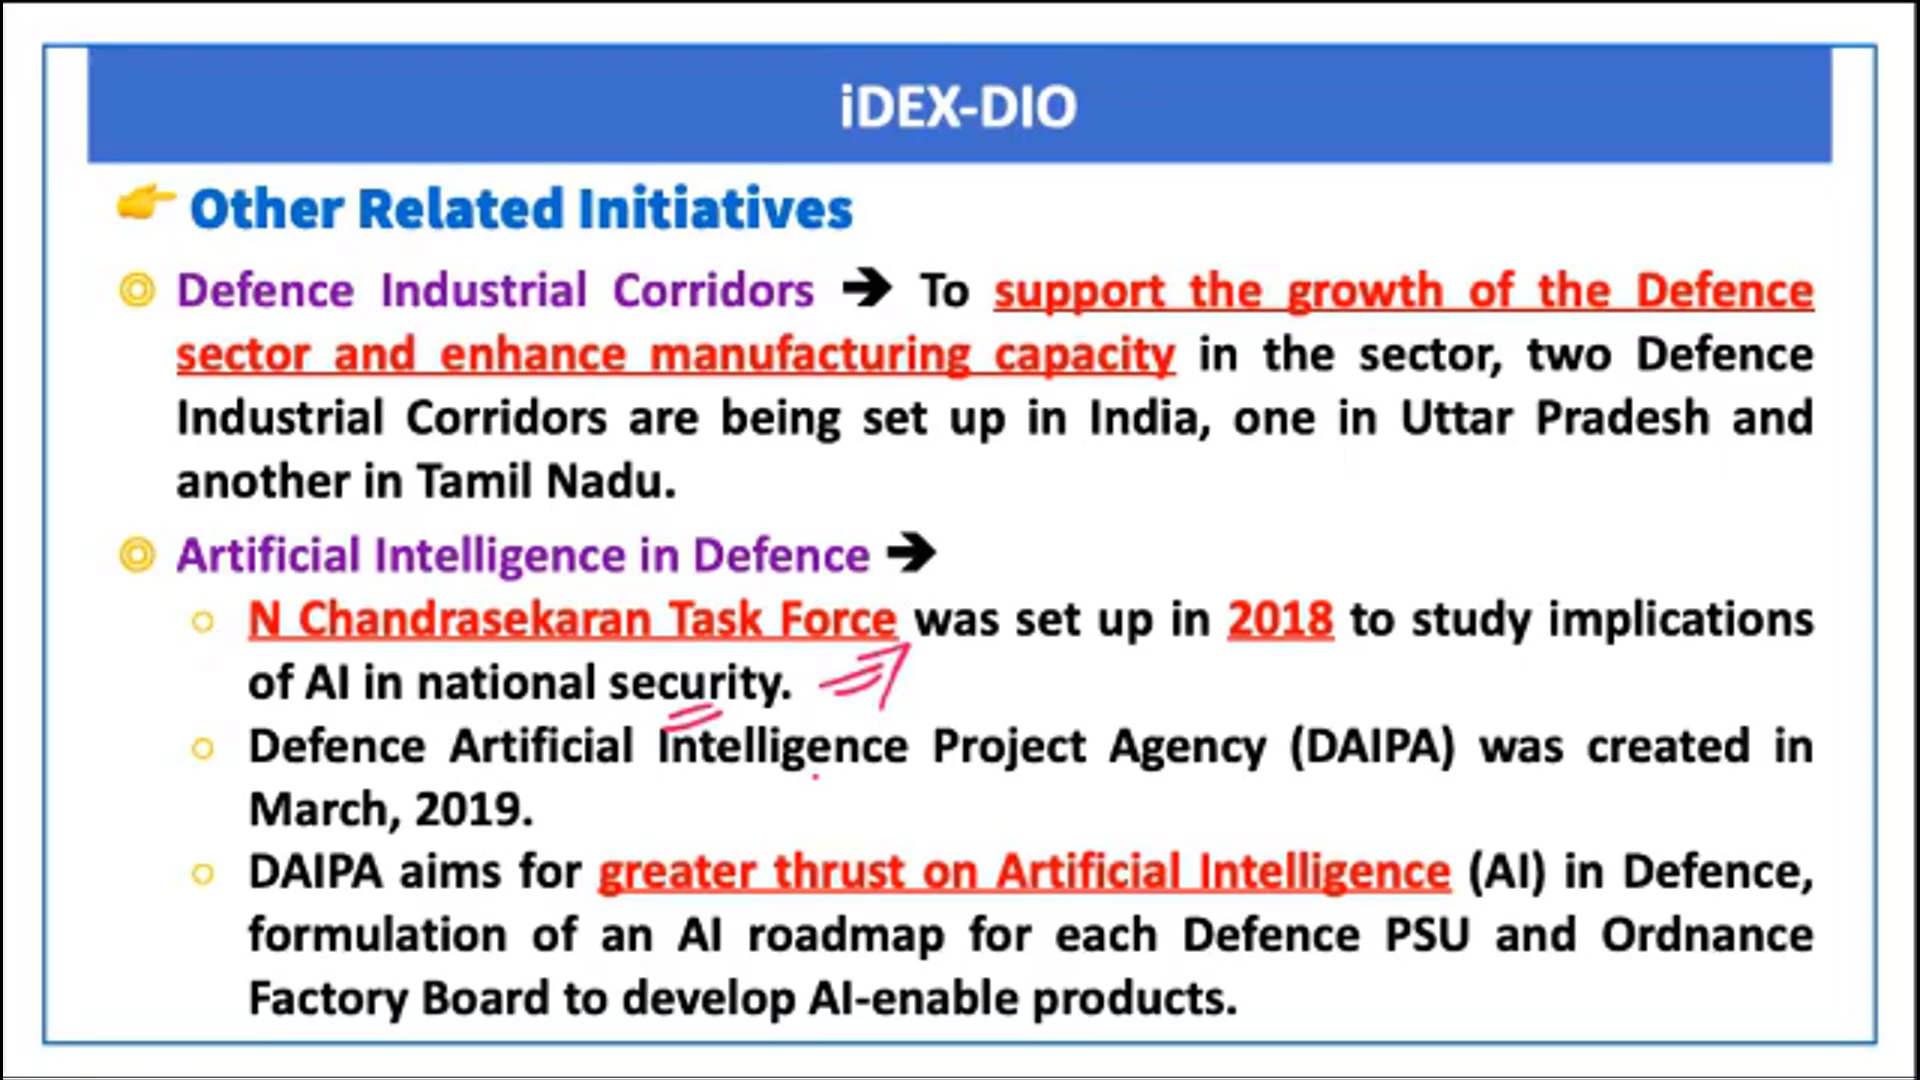 iDEX-DIO
Other Related Initiatives
Defence Industrial Corridors → To support the growth of the Defence
sector and enhance manufacturing capacity in the sector, two Defence
Industrial Corridors are being set up in India, one in Uttar Pradesh and
another in Tamil Nadu.
Artificial Intelligence in Defence →
N Chandrasekaran Task Force was set up in 2018 to study implications
of AI in national security.
Defence Artificial Intelligence Project Agency (DAIPA) was created in
March, 2019.
DAIPA aims for greater thrust on Artificial Intelligence (AI) in Defence,
formulation of an AI roadmap for each Defence PSU and Ordnance
Factory Board to develop AI-enable products.